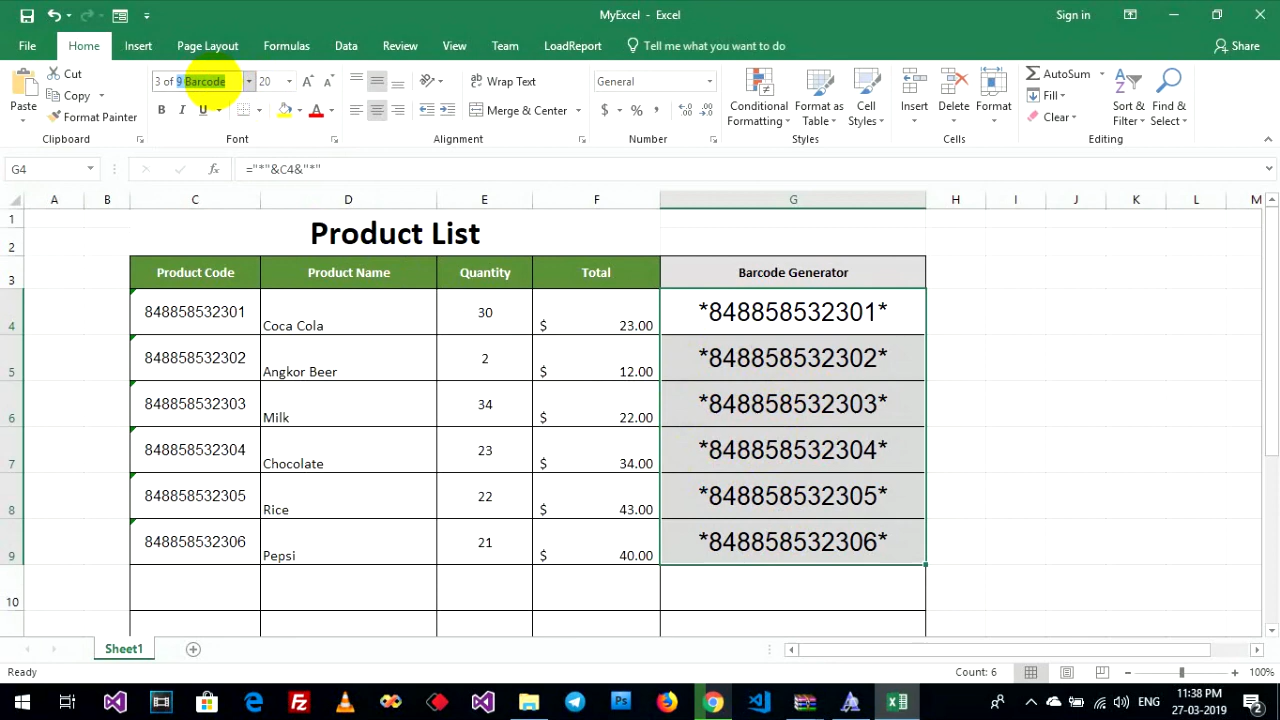 MyExcel - Excel
Sign in
File Home Insert Page Layout Formulas Data Review View Team LoadReport Tell me what you want to do Share
Paste
Cut
Copy
Format Painter
Clipboard
3 of 9 Barcode 20
B I U
Font
Wrap Text
Merge & Center
Alignment
General
$ % ,
Number
Conditional Formatting
Format as Table
Cell Styles
Styles
Insert
Delete
Format
Cells
AutoSum
Fill
Clear
Sort & Filter
Find & Select
Editing
G4 fx ="*"&C4&"*"
A B C D E F G H I J K L M
1
2 Product List
3 Product Code Product Name Quantity Total Barcode Generator
4 848858532301 Coca Cola 30 $ 23.00 *848858532301*
5 848858532302 Angkor Beer 2 $ 12.00 *848858532302*
6 848858532303 Milk 34 $ 22.00 *848858532303*
7 848858532304 Chocolate 23 $ 34.00 *848858532304*
8 848858532305 Rice 22 $ 43.00 *848858532305*
9 848858532306 Pepsi 21 $ 40.00 *848858532306*
10
Sheet1
Ready Count: 6 100%
ENG 11:38 PM
27-03-2019 2